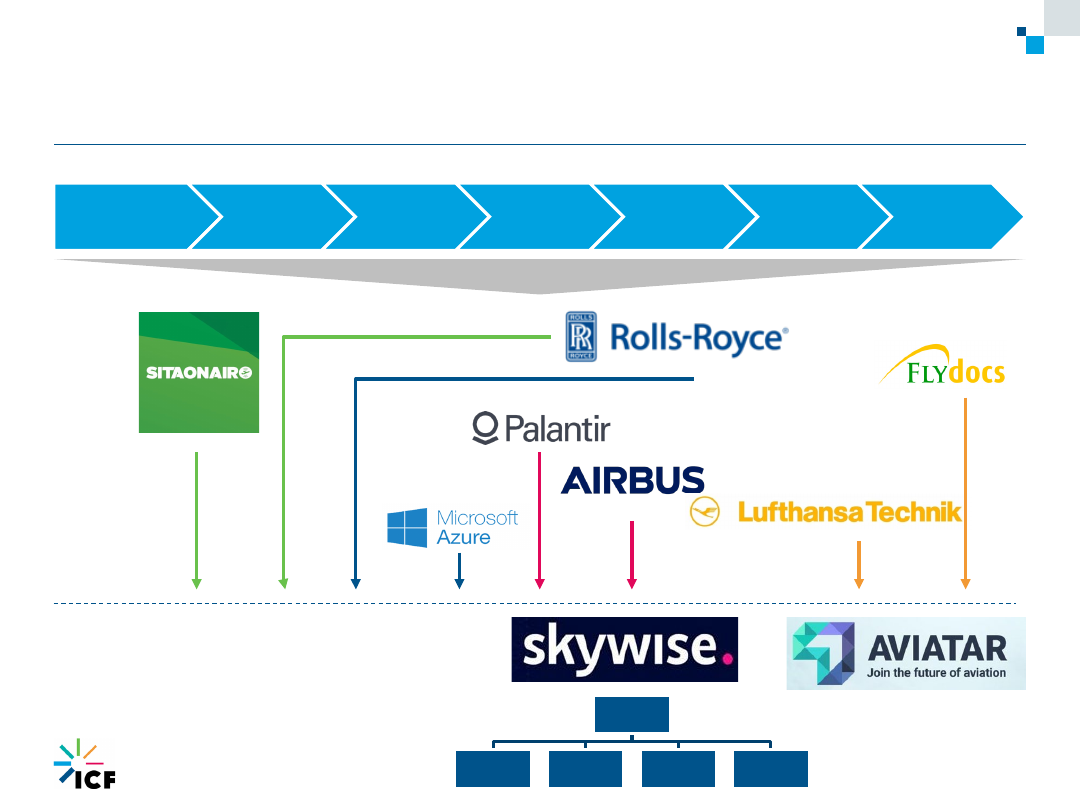 SITAONAIR
ROLLS
RR
ROYCE
Rolls-Royce®
FLYdocs
Palantir
AIRBUS
Microsoft
Azure
Lufthansa Technik
skywise.
AVIATAR
Join the future of aviation
ICF